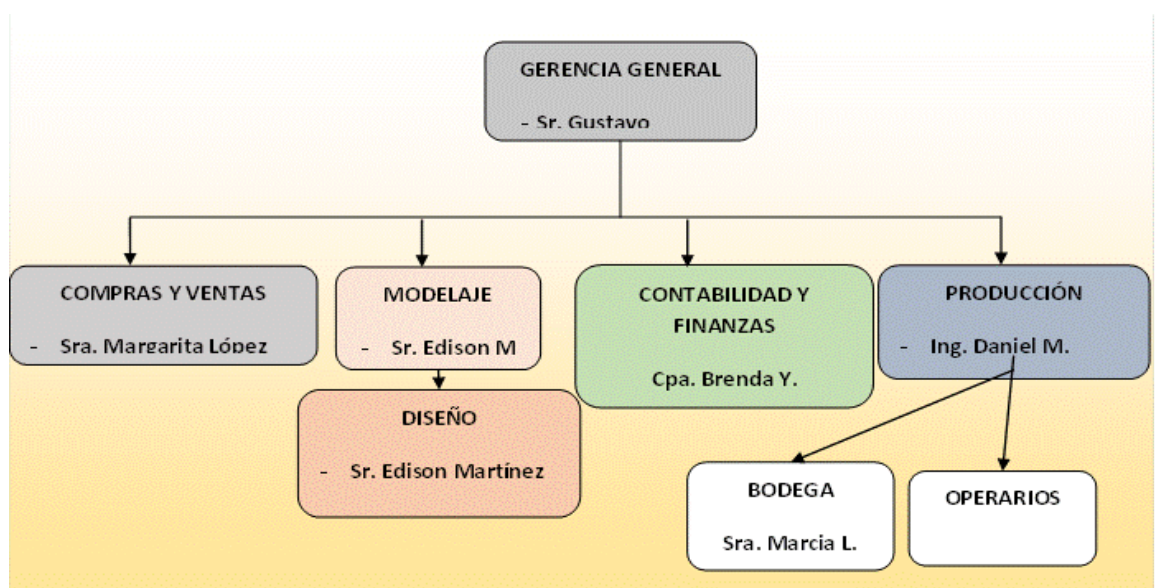 GERENCIA GENERAL
- Sr. Gustavo
COMPRAS Y VENTAS
- Sra. Margarita López
MODELAJE
- Sr. Edison M
CONTABILIDAD Y
FINANZAS
Cpa. Brenda Y.
PRODUCCIÓN
- Ing. Daniel M.
DISEÑO
- Sr. Edison Martínez
BODEGA
Sra. Marcia L.
OPERARIOS